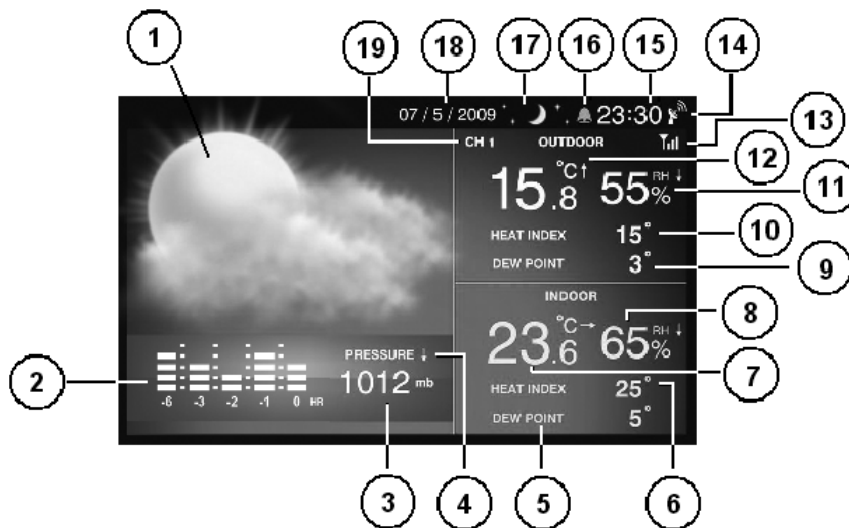 1
19
18
17
16
15
14
07 / 5 / 2009 23:30
13
CH 1 OUTDOOR
12
15.8 °C↑ 55% RH ↓
11
HEAT INDEX 15°
10
DEW POINT 3°
9
INDOOR
8
23.6 °C→ 65% RH ↓
7
PRESSURE ↓
1012 mb
2
-6 -3 -2 -1 0 HR
HEAT INDEX 25°
DEW POINT 5°
3
4
5
6